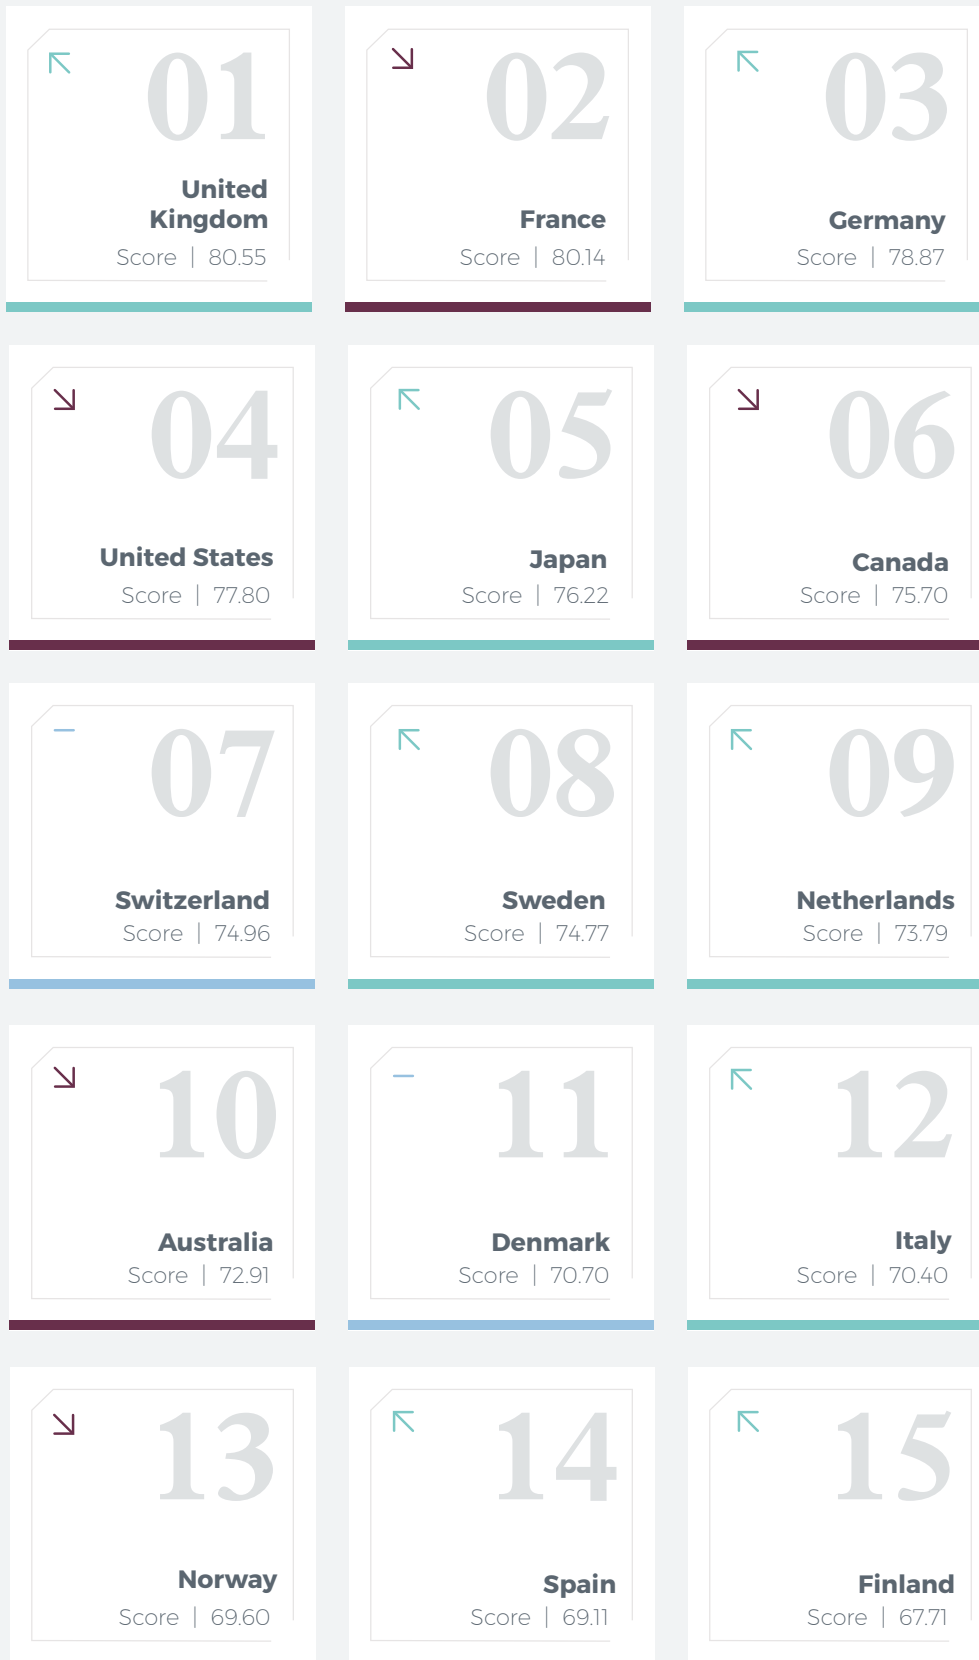 01
United
Kingdom
Score | 80.55
02
France
Score | 80.14
03
Germany
Score | 78.87
04
United States
Score | 77.80
05
Japan
Score | 76.22
06
Canada
Score | 75.70
07
Switzerland
Score | 74.96
08
Sweden
Score | 74.77
09
Netherlands
Score | 73.79
10
Australia
Score | 72.91
11
Denmark
Score | 70.70
12
Italy
Score | 70.40
13
Norway
Score | 69.60
14
Spain
Score | 69.11
15
Finland
Score | 67.71